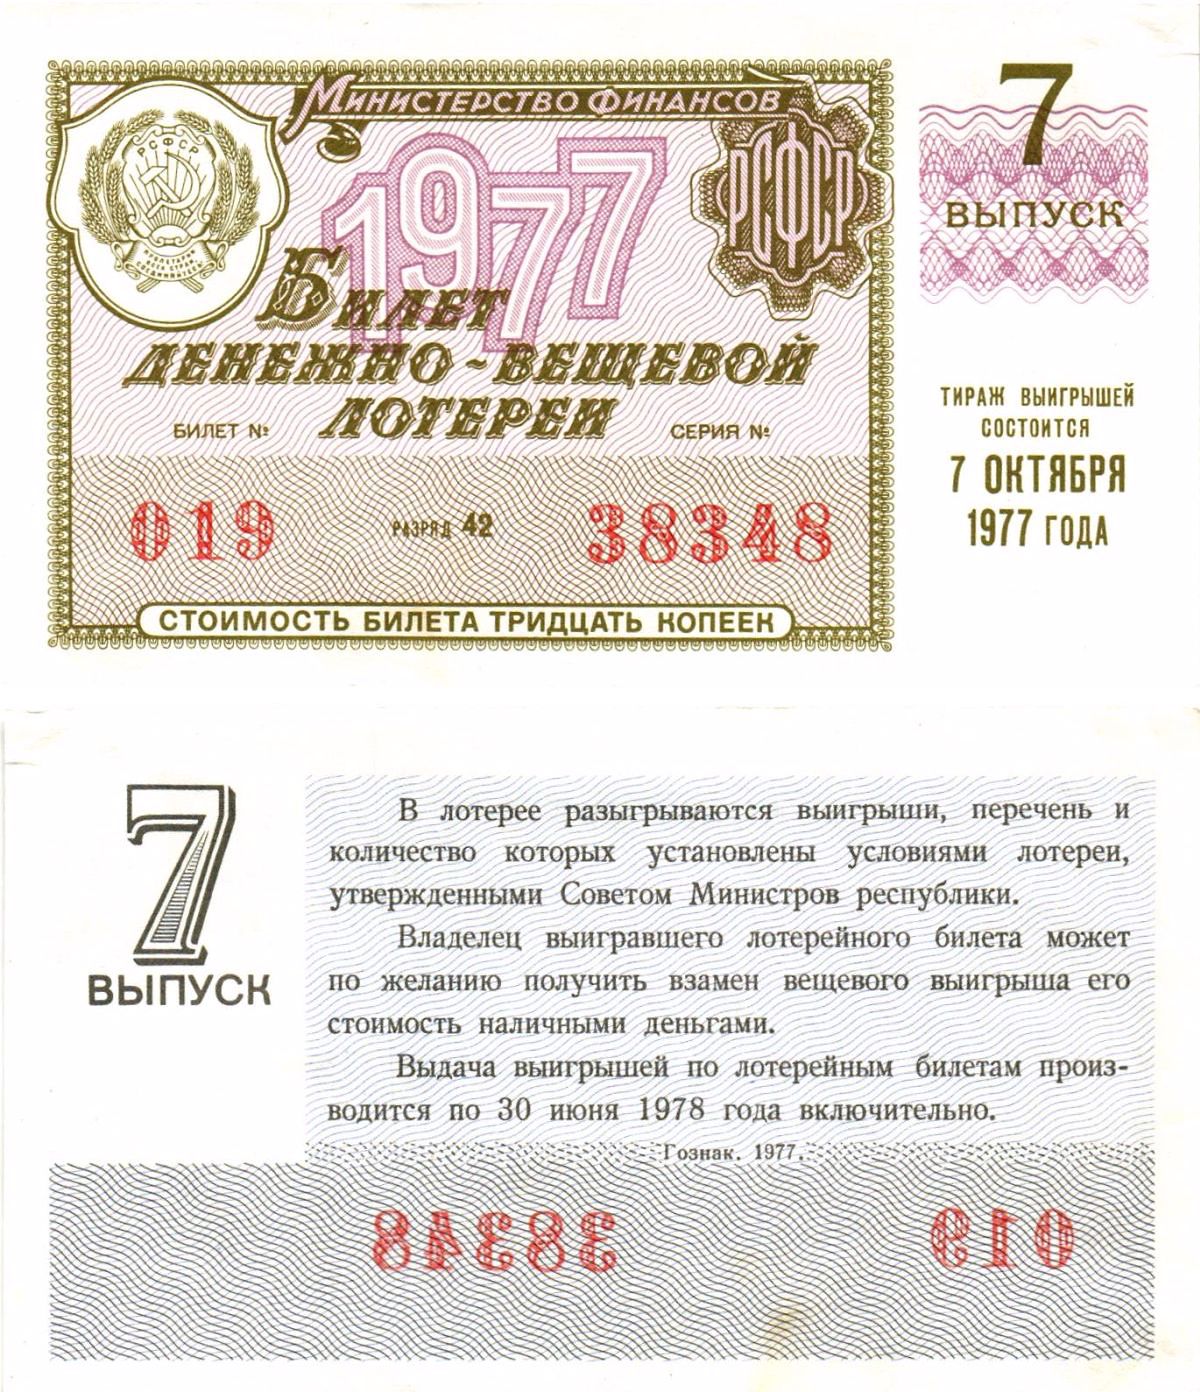 МИНИСТЕРСТВО ФИНАНСОВ
РСФСР
1977
РСФСР
7
ВЫПУСК
БИЛЕТ
ДЕНЕЖНО-ВЕЩЕВОЙ
ЛОТЕРЕИ
БИЛЕТ №
СЕРИЯ №
ТИРАЖ ВЫИГРЫШЕЙ
СОСТОИТСЯ
7 ОКТЯБРЯ
1977 ГОДА
019
РАЗРЯД 42
38348
СТОИМОСТЬ БИЛЕТА ТРИДЦАТЬ КОПЕЕК
7
ВЫПУСК
В лотерее разыгрываются выигрыши, перечень и
количество которых установлены условиями лотереи,
утвержденными Советом Министров республики.
Владелец выигравшего лотерейного билета может
по желанию получить взамен вещевого выигрыша его
стоимость наличными деньгами.
Выдача выигрышей по лотерейным билетам произ-
водится по 30 июня 1978 года включительно.
Гознак. 1977.
38348
019